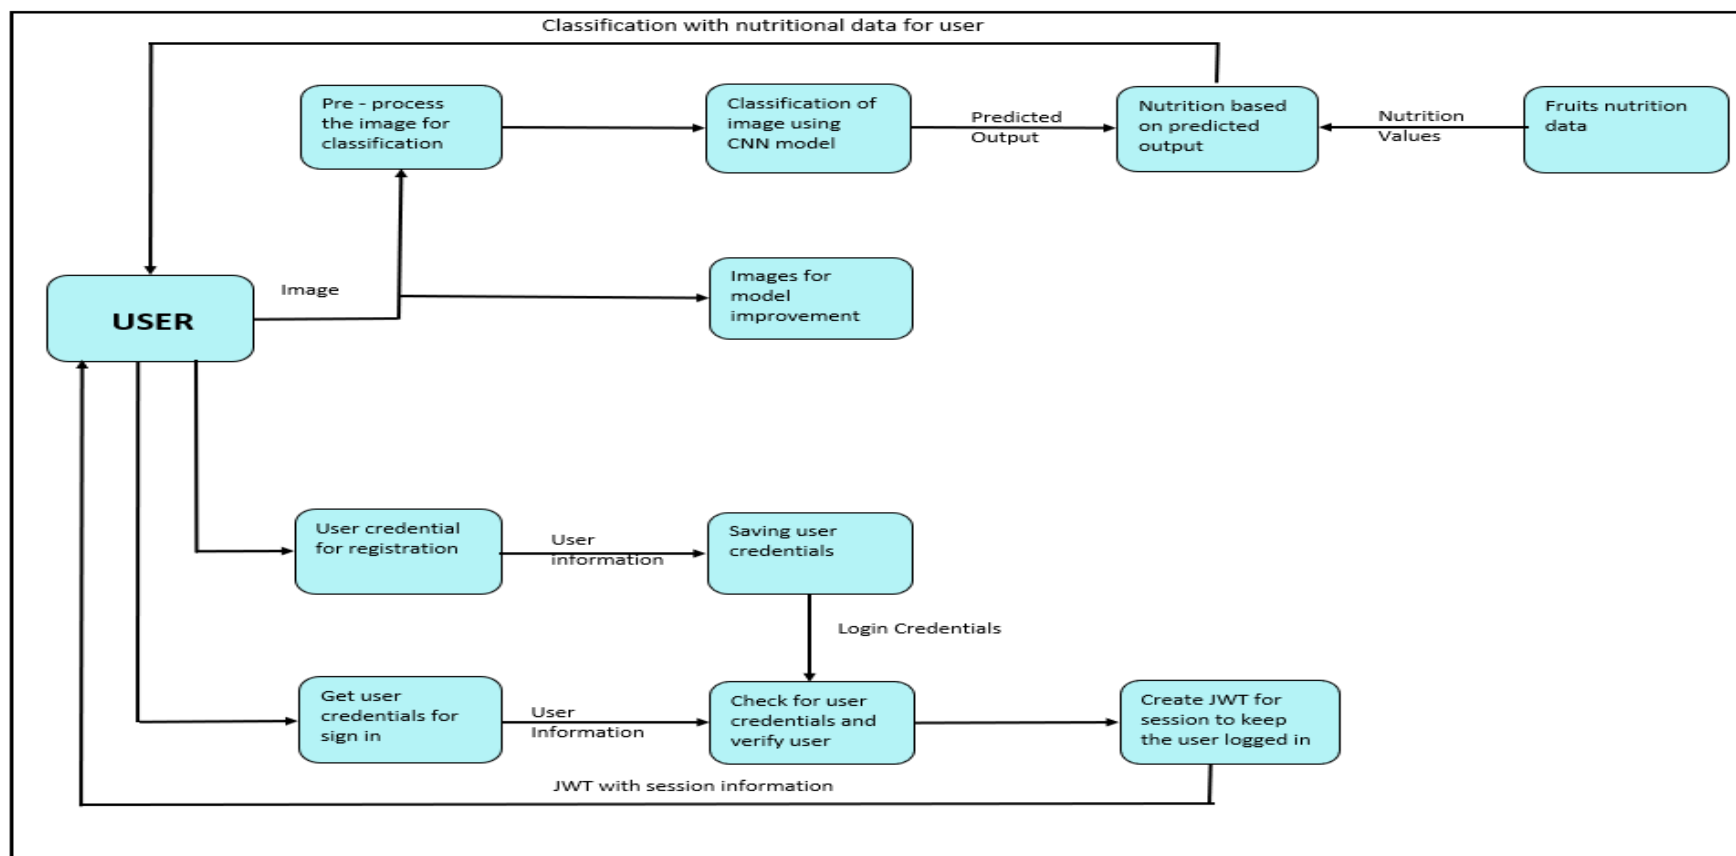 Classification with nutritional data for user
Pre - process
the image for
classification
Classification of
image using
CNN model
Predicted
Output
Nutrition based
on predicted
output
Nutrition
Values
Fruits nutrition
data
Image
USER
Images for
model
improvement
User credential
for registration
User
information
Saving user
credentials
Login Credentials
Get user
credentials for
sign in
User
Information
Check for user
credentials and
verify user
Create JWT for
session to keep
the user logged in
JWT with session information